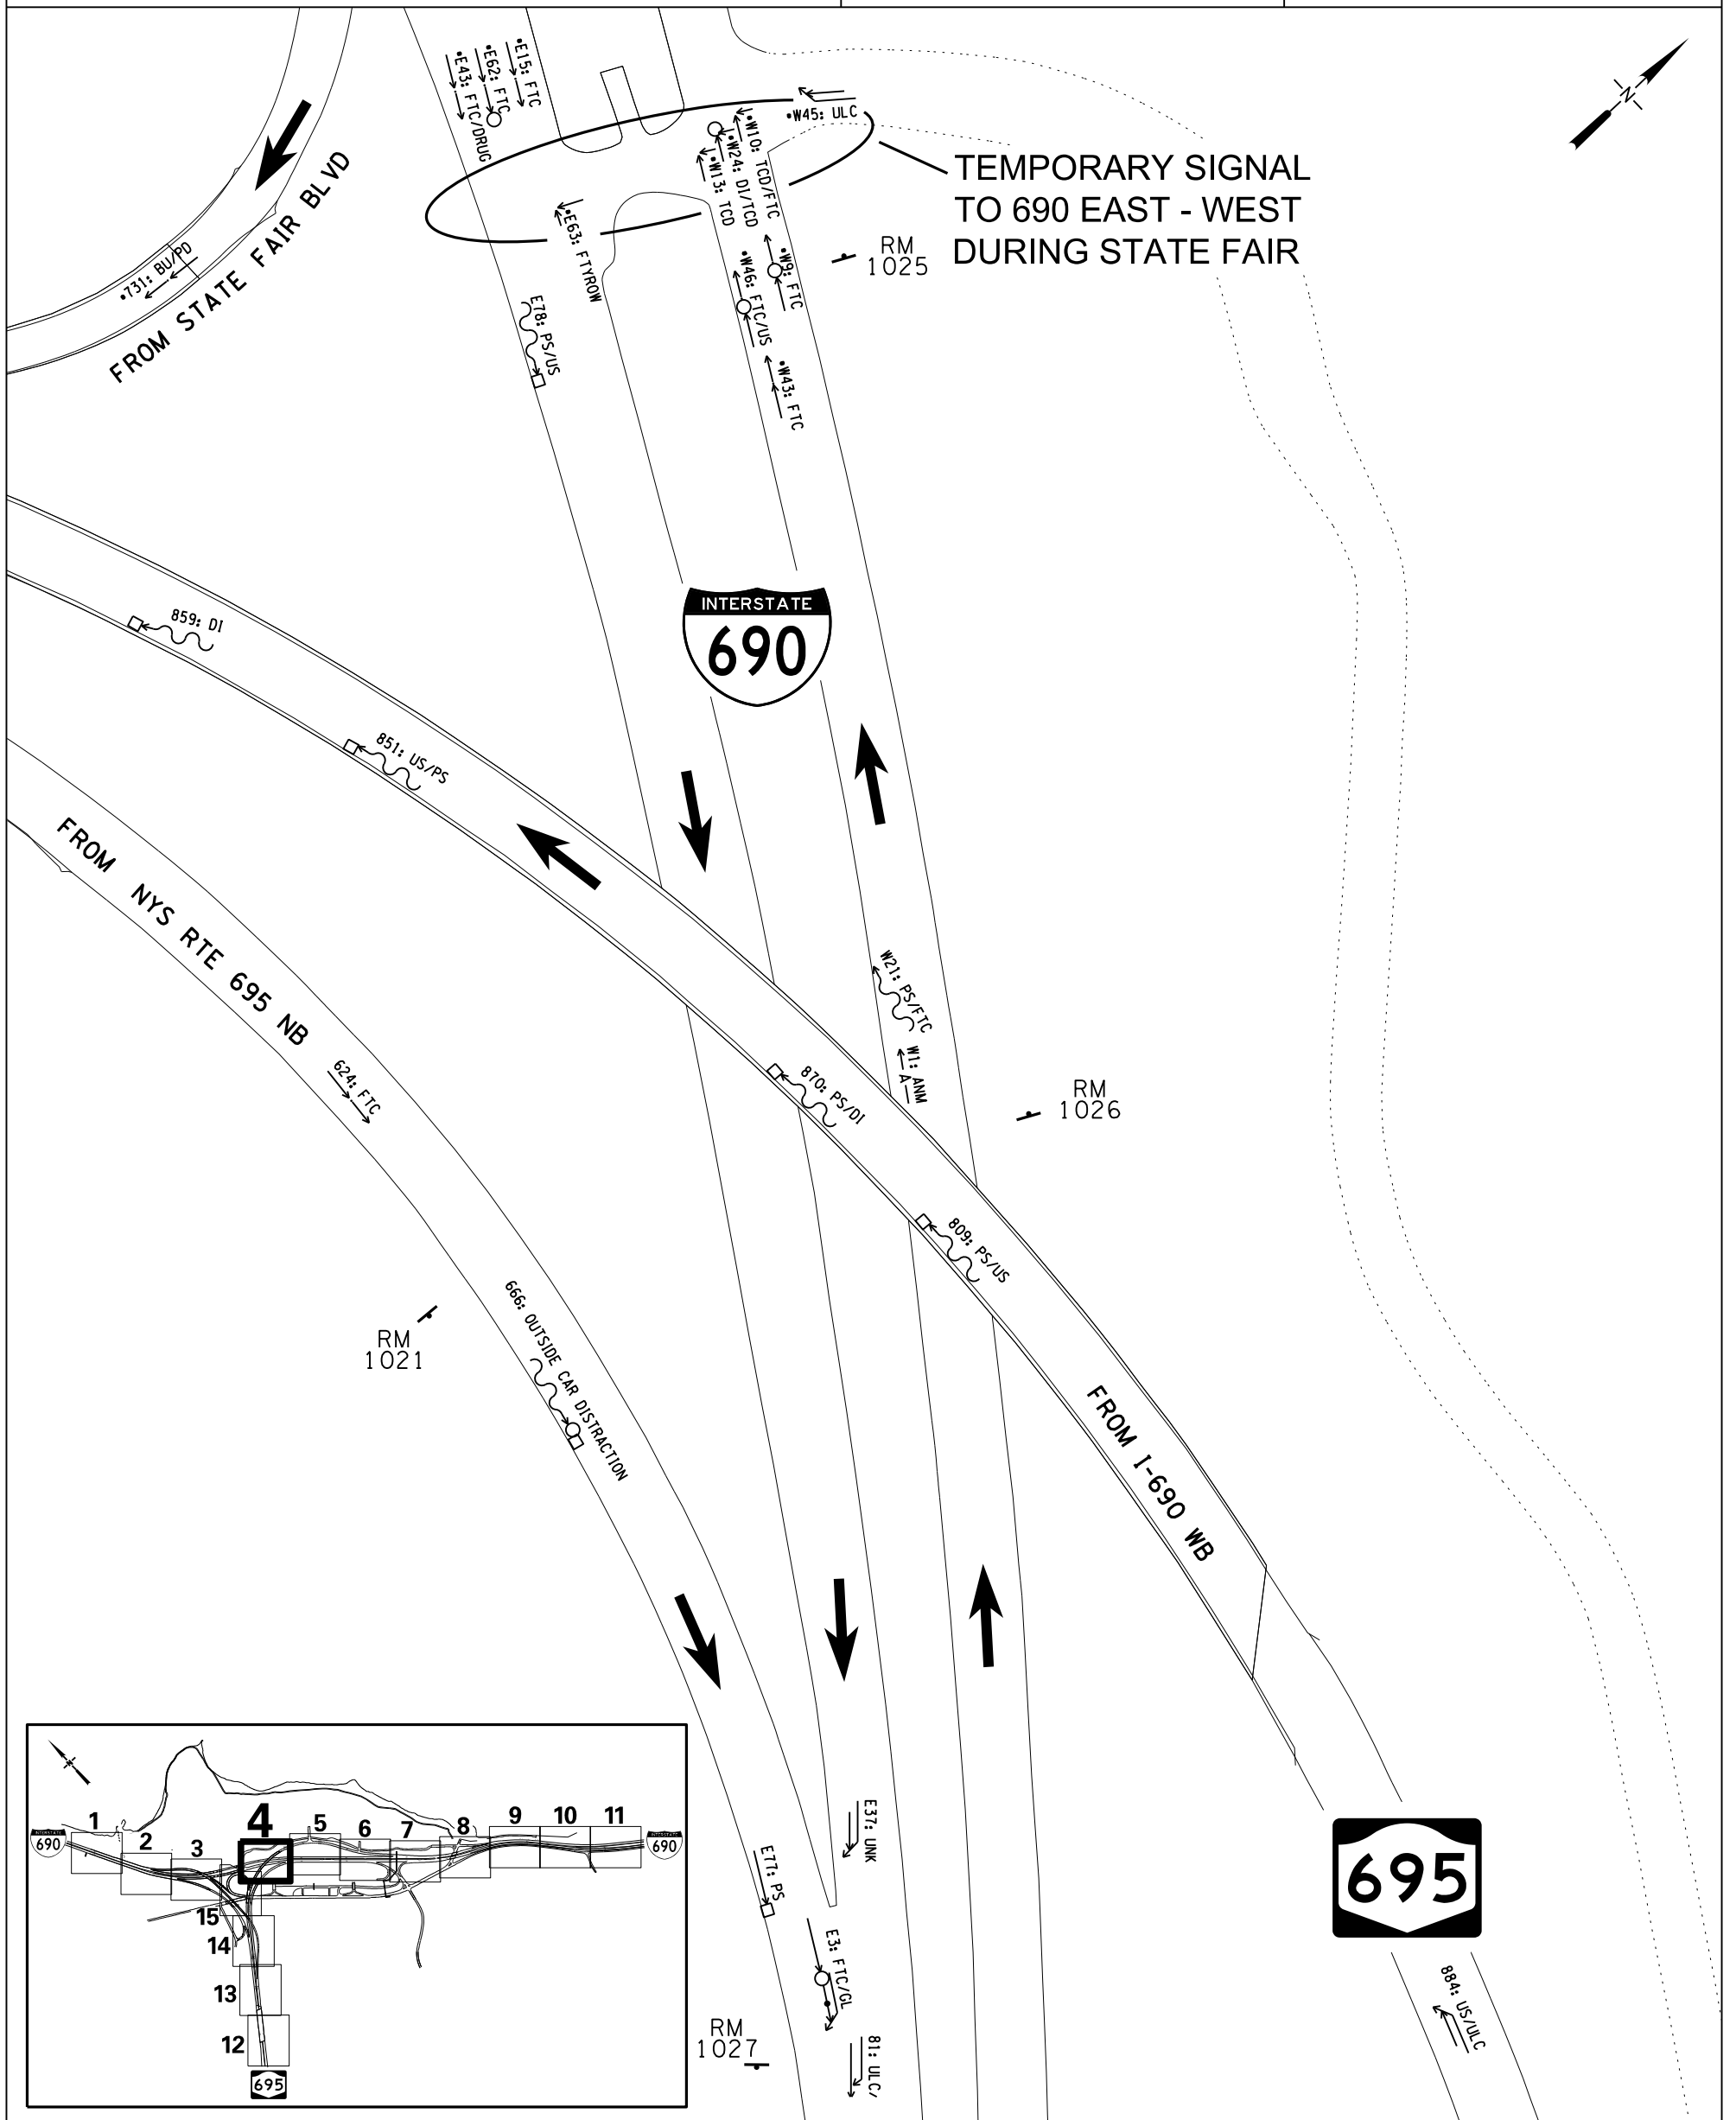 •E15: FTC
•E62: FTC
•E43: FTC/DRUG
•W45: ULC
•W10: TCD/FTC
•W24: DI/TCD
•W13: TCD
TEMPORARY SIGNAL
TO 690 EAST - WEST
DURING STATE FAIR
N
FROM STATE FAIR BLVD
•731: BU/PD
•E63: FTYROW
E78: PS/US
•W9: FTC
•W46: FTC/US
•W43: FTC
RM
1025
INTERSTATE
690
859: DI
851: US/PS
FROM NYS RTE 695 NB
624: FTC
W21: PS/FTC
W1: ANM
A
870: PS/DI
RM
1026
809: PS/US
RM
1021
666: OUTSIDE CAR DISTRACTION
FROM I-690 WB
E37: UNK
E77: PS
E3: FTC/GL
81: ULC/
RM
1027
695
884: US/ULC
1
2
3
4
5
6
7
8
9
10
11
INTERSTATE
690
INTERSTATE
690
15
14
13
12
695